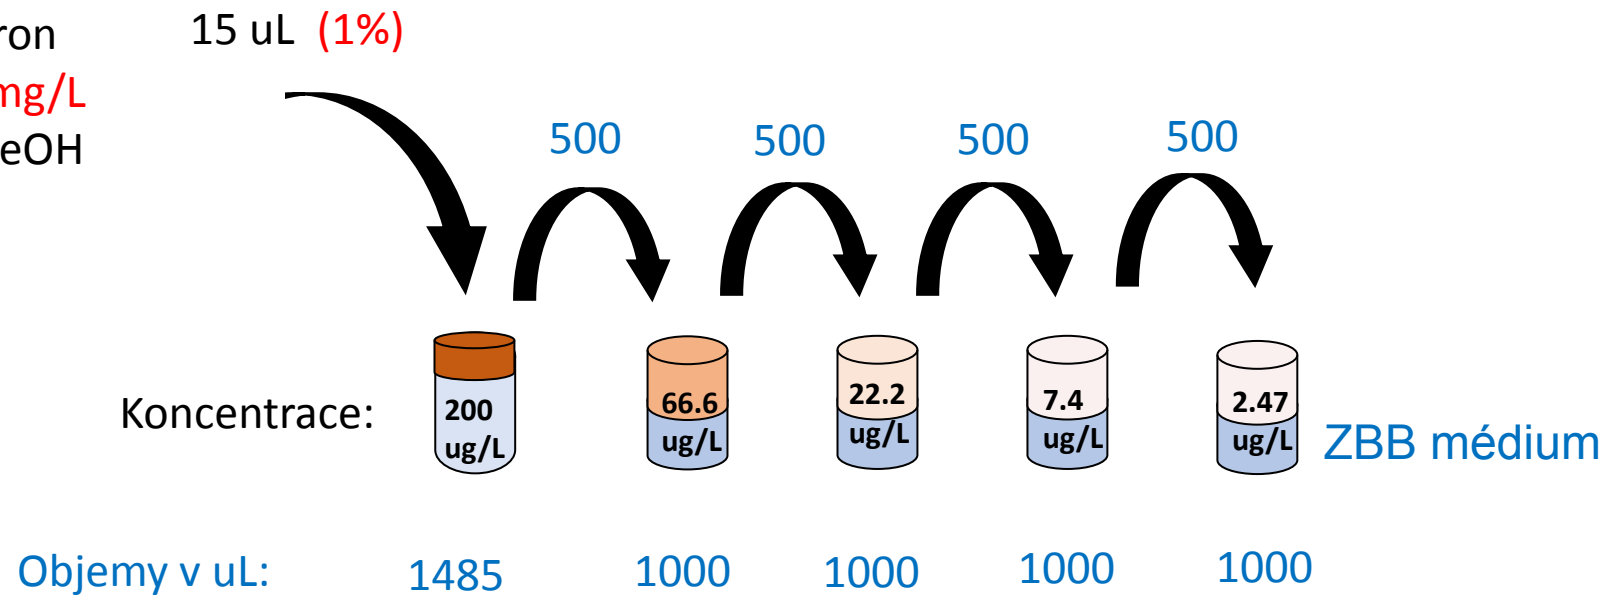 ron
mg/L
eOH
15 uL (1%)
500 500 500 500
Koncentrace:
200 ug/L
66.6 ug/L
22.2 ug/L
7.4 ug/L
2.47 ug/L
ZBB médium
Objemy v uL: 1485 1000 1000 1000 1000